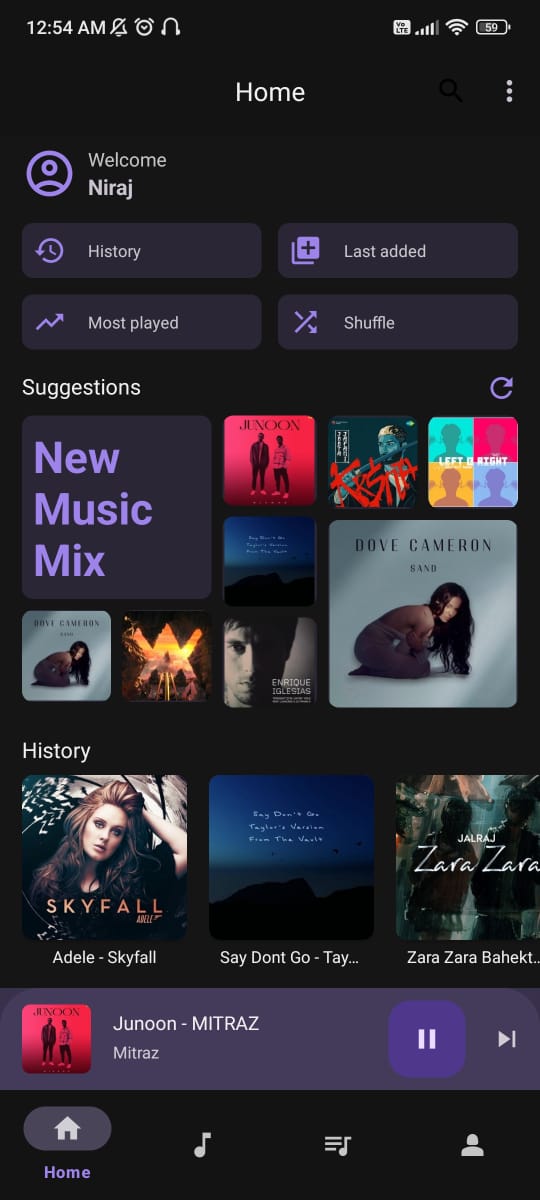 12:54 AM
Vo
LTE
59
Home
Welcome
Niraj
History
Last added
Most played
Shuffle
Suggestions
New
Music
Mix
JUNOON
LEFT RIGHT
Say Don't Go
Taylor's Version
From The Vault
DOVE CAMERON
SAND
DOVE CAMERON
SAND
ENRIQUE
IGLESIAS
History
SKYFALL
ADELE
Say Don't Go
Taylor's Version
From The Vault
JALRAJ
Zara Zara
Adele - Skyfall
Say Dont Go - Tay...
Zara Zara Bahekt..
JUNOON
Junoon - MITRAZ
Mitraz
Home